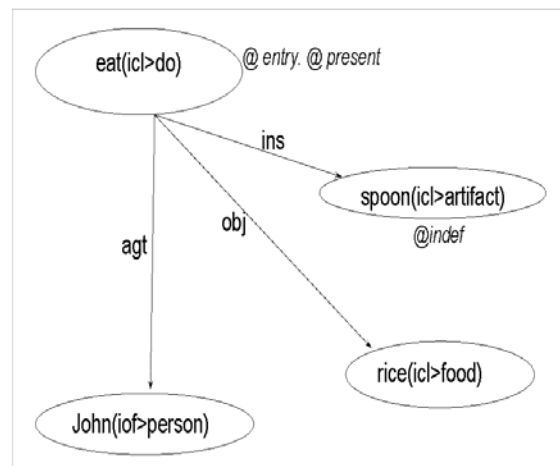 eat(icl>do) @ entry. @ present
ins
spoon(icl>artifact)
@indef
obj
agt
rice(icl>food)
John(iof>person)